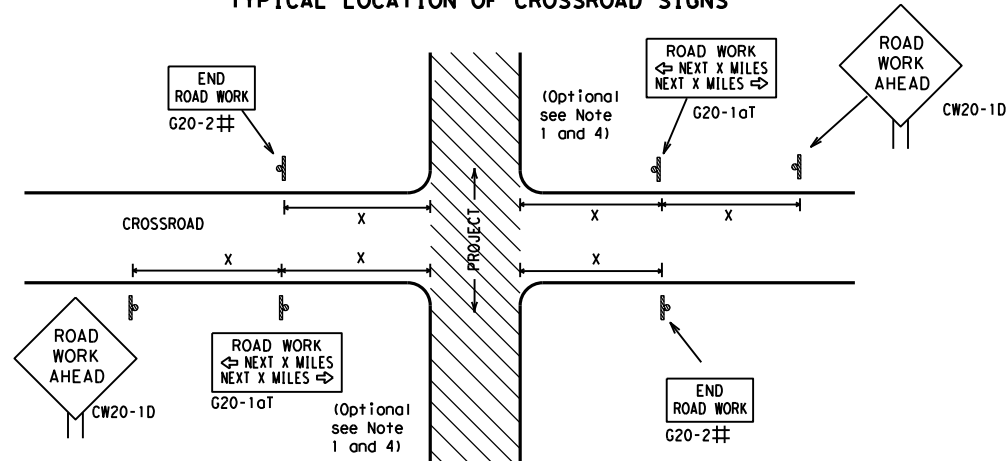 TYPICAL LOCATION OF CROSSROAD SIGNS
END
ROAD WORK
G20-2#
(Optional
see Note
1 and 4)
ROAD WORK
⇦ NEXT X MILES
NEXT X MILES ⇨
G20-1aT
ROAD
WORK
AHEAD
CW20-1D
X
X
X
CROSSROAD
PROJECT
X
X
X
ROAD
WORK
AHEAD
CW20-1D
ROAD WORK
⇦ NEXT X MILES
NEXT X MILES ⇨
G20-1aT
(Optional
see Note
1 and 4)
END
ROAD WORK
G20-2#